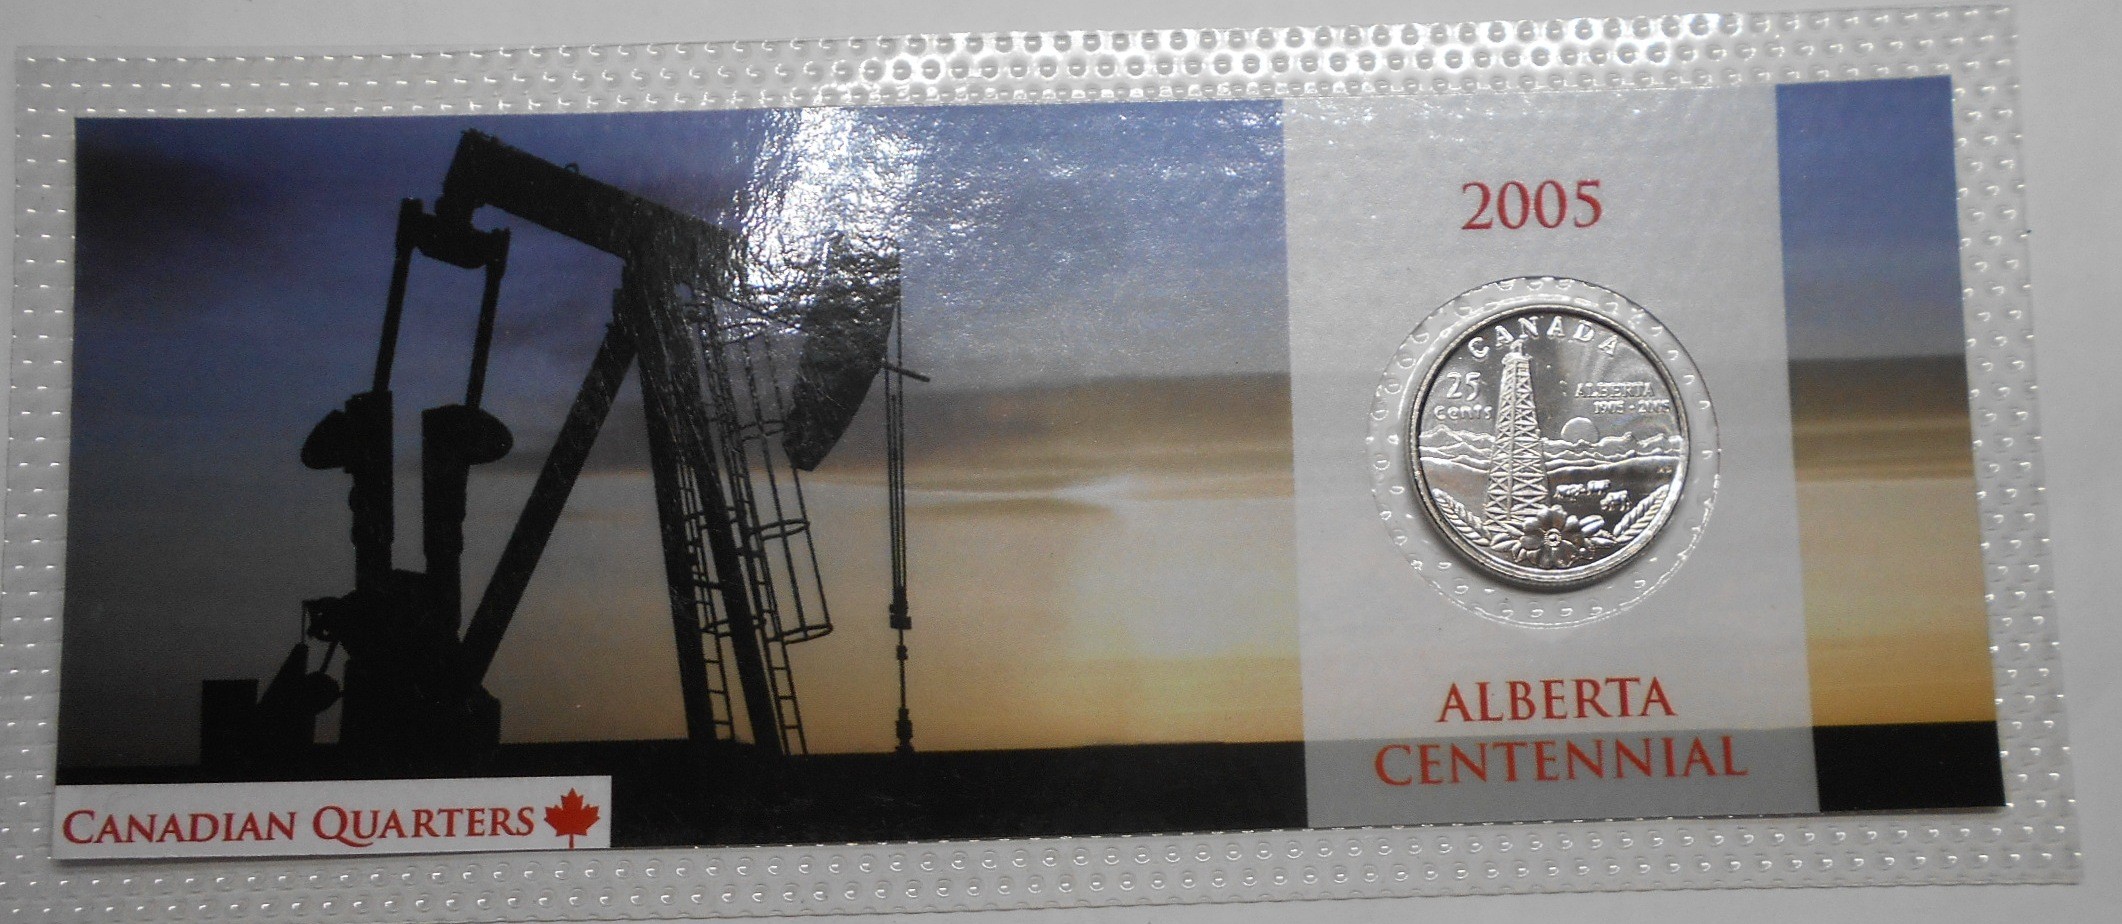 2005
CANADA
25
cents
ALBERTA
1905 - 2005
ALBERTA
CENTENNIAL
CANADIAN QUARTERS